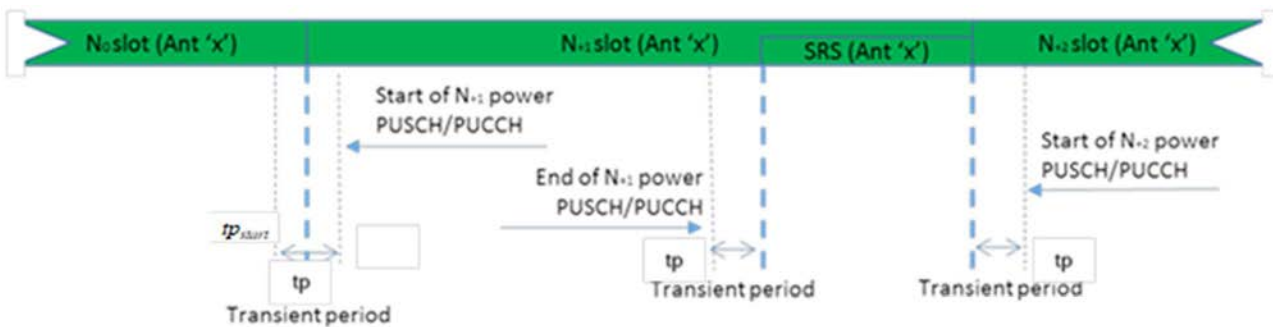 N₀ slot (Ant ‘x’)
N₊₁ slot (Ant ‘x’)
SRS (Ant ‘x’)
N₊₂ slot (Ant ‘x’)
Start of N₊₁ power
PUSCH/PUCCH
Start of N₊₂ power
PUSCH/PUCCH
End of N₊₁ power
PUSCH/PUCCH
tp_start
tp
Transient period
tp
Transient period
tp
Transient period